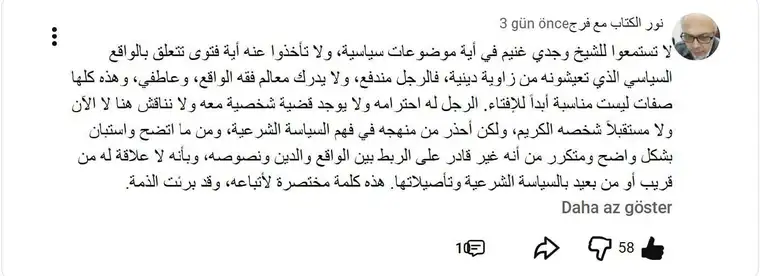 نور الكتاب مع فرج 3 gün önce
لا تستمعوا للشيخ وجدي غنيم في أية موضوعات سياسية، ولا تأخذوا عنه أية فتوى تتعلق بالواقع
السياسي الذي تعيشونه من زاوية دينية، فالرجل مندفع، ولا يدرك معالم فقه الواقع، وعاطفي، وهذه كلها
صفات ليست مناسبة أبداً للإفتاء. الرجل له احترامه ولا يوجد قضية شخصية معه ولا نناقش هنا لا الآن
ولا مستقبلاً شخصه الكريم، ولكن أحذر من منهجه في فهم السياسة الشرعية، ومن ما اتضح واستبان
بشكل واضح ومتكرر من أنه غير قادر على الربط بين الواقع والدين ونصوصه، وبأنه لا علاقة له من
قريب أو من بعيد بالسياسة الشرعية وتأصيلاتها. هذه كلمة مختصرة لأتباعه، وقد برئت الذمة.
Daha az göster
58 10